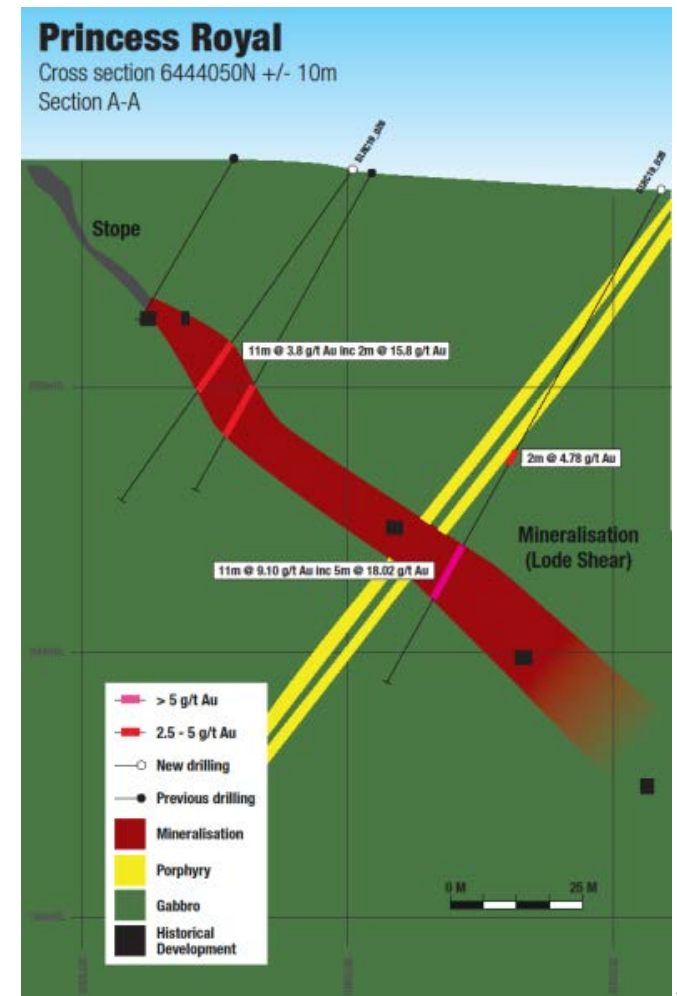 Princess Royal
Cross section 6444050N +/- 10m
Section A-A
Stope
11m @ 3.8 g/t Au inc 2m @ 15.8 g/t Au
2m @ 4.78 g/t Au
Mineralisation
(Lode Shear)
11m @ 9.10 g/t Au inc 5m @ 18.02 g/t Au
> 5 g/t Au
2.5 - 5 g/t Au
New drilling
Previous drilling
Mineralisation
Porphyry
Gabbro
Historical
Development
0 M
25 M